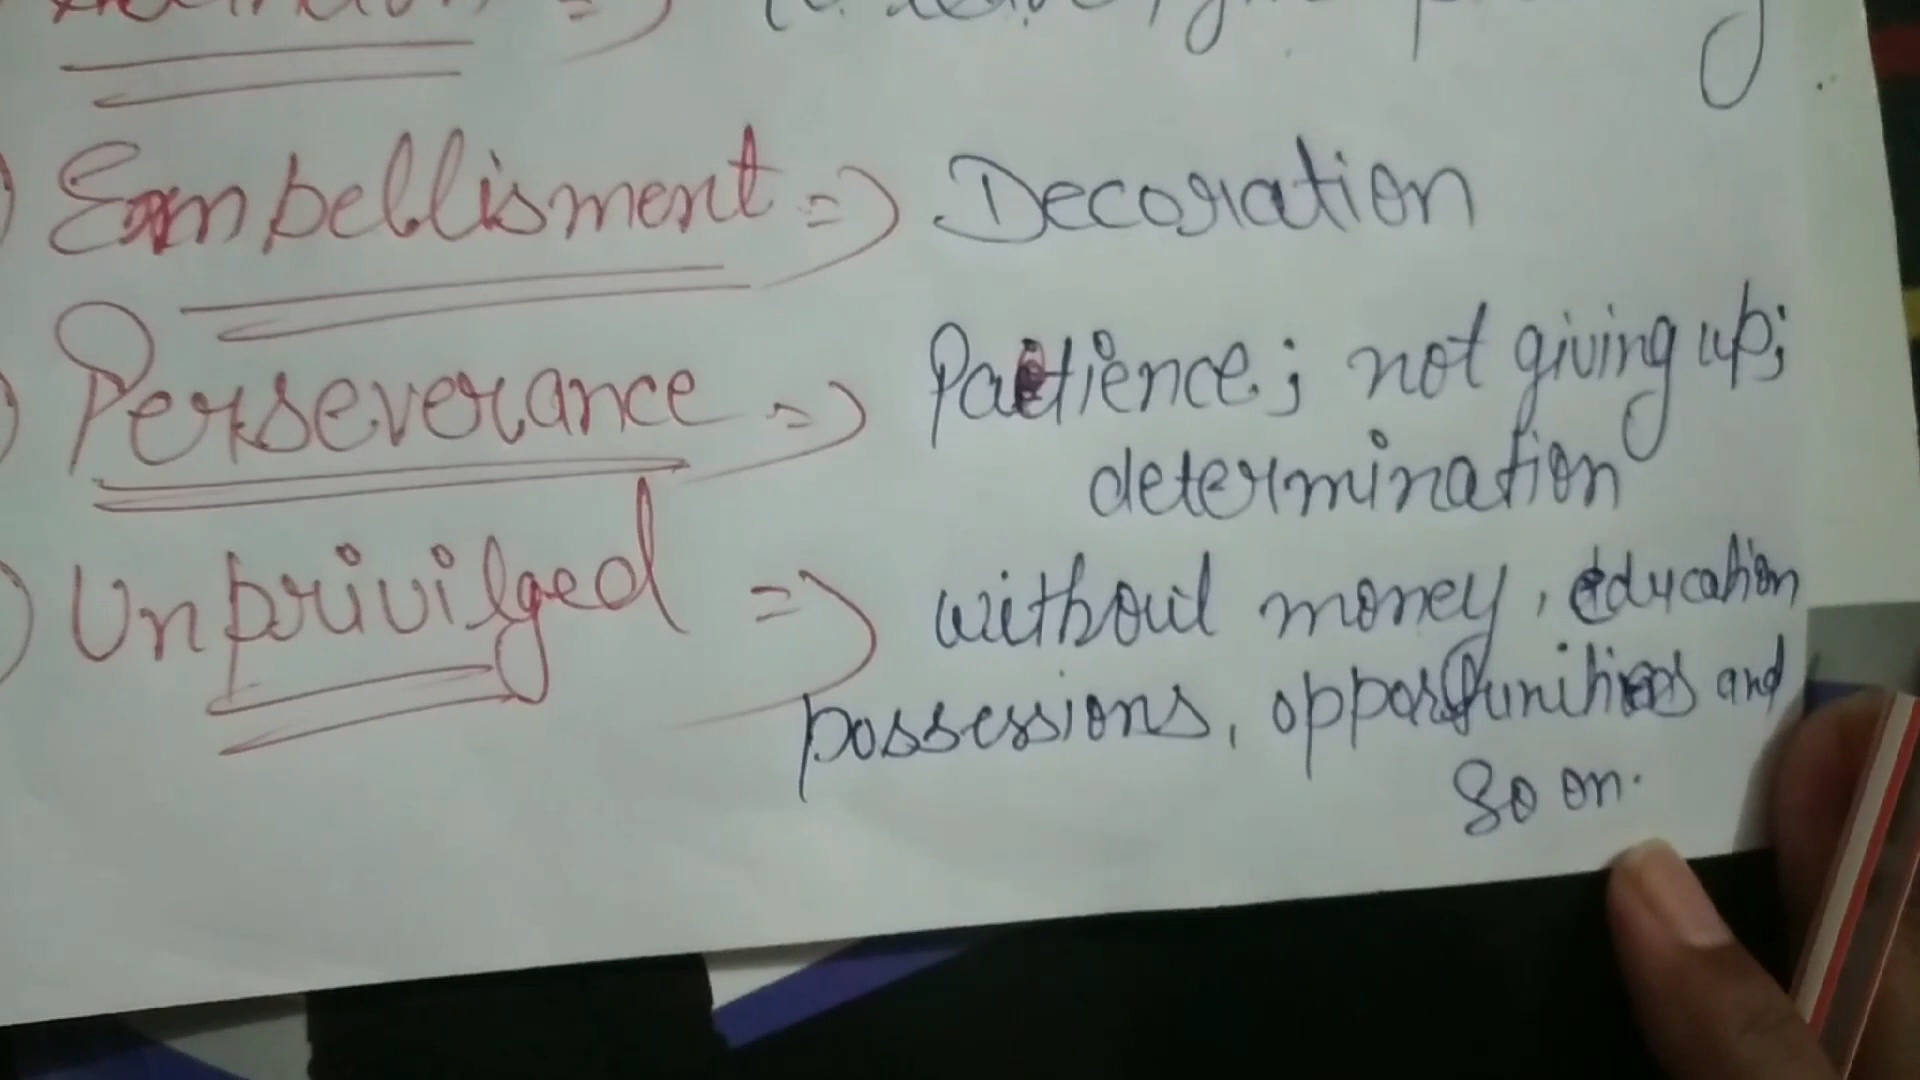 Embellisment => Decoration
Perseverance => Patience; not giving up;
determination
Unprivilged => without money, education
possessions, opportunities and
so on.